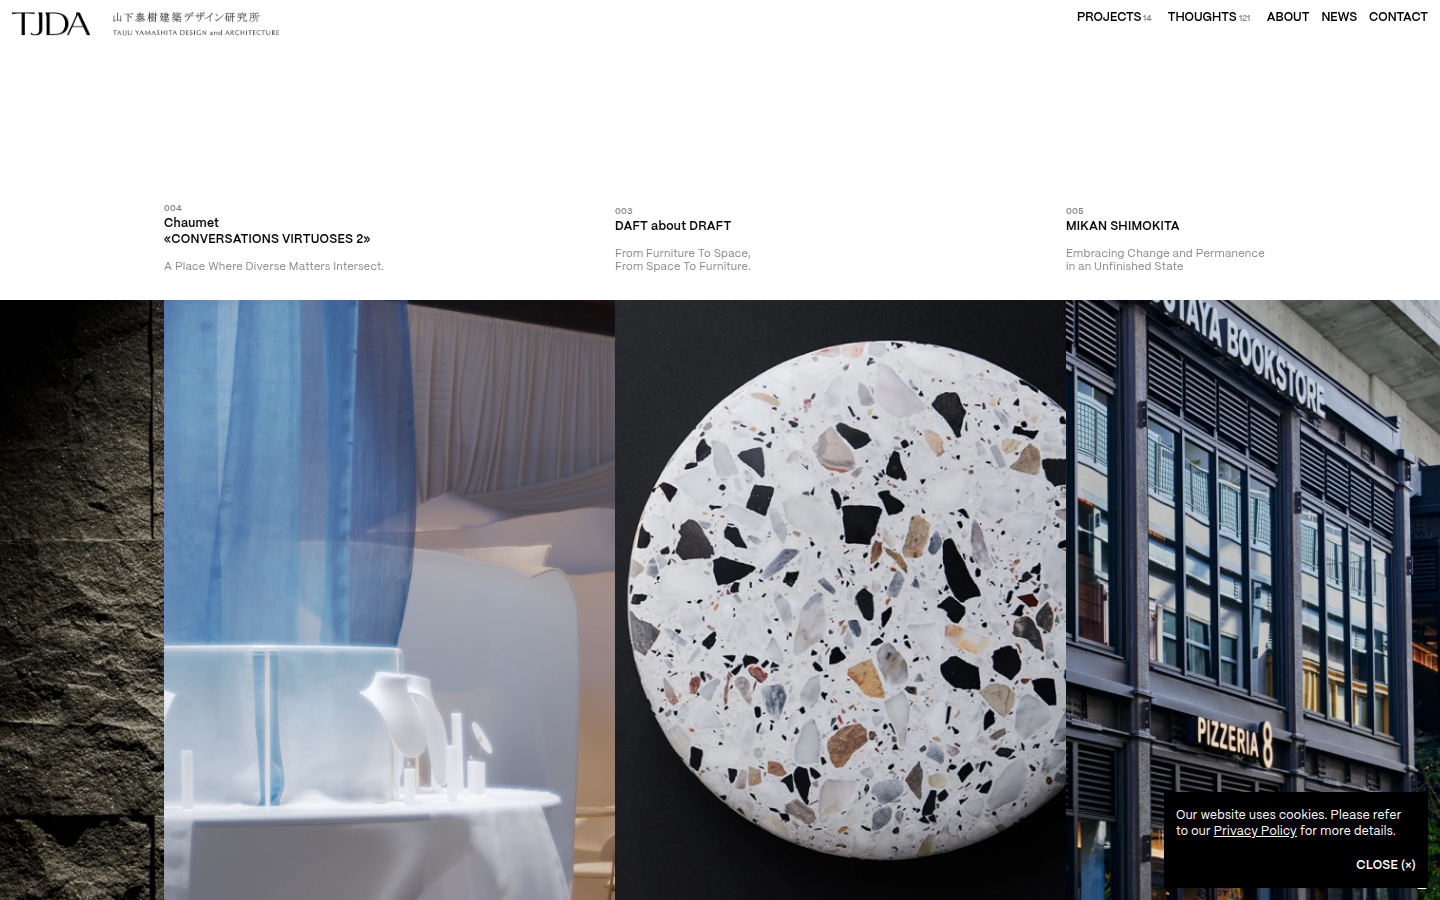 TJDA
山下泰樹建築デザイン研究所
TAIJU YAMASHITA DESIGN and ARCHITECTURE
PROJECTS 14
THOUGHTS 121
ABOUT
NEWS
CONTACT
004
Chaumet
«CONVERSATIONS VIRTUOSES 2»
A Place Where Diverse Matters Intersect.
003
DAFT about DRAFT
From Furniture To Space,
From Space To Furniture.
005
MIKAN SHIMOKITA
Embracing Change and Permanence
in an Unfinished State
BOOKSTORE
PIZZERIA 8
Our website uses cookies. Please refer
to our Privacy Policy for more details.
CLOSE (×)